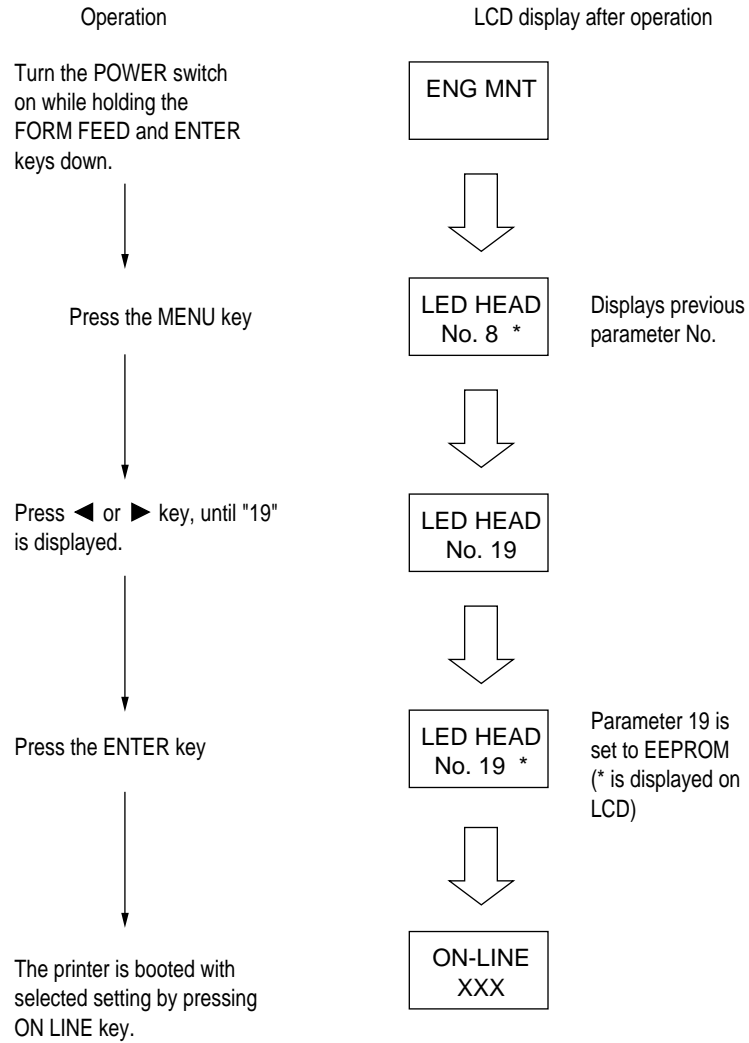 Operation
LCD display after operation
Turn the POWER switch
on while holding the
FORM FEED and ENTER
keys down.
ENG MNT
Press the MENU key
LED HEAD
No. 8 *
Displays previous
parameter No.
Press ◀ or ▶ key, until "19"
is displayed.
LED HEAD
No. 19
Press the ENTER key
LED HEAD
No. 19 *
Parameter 19 is
set to EEPROM
(* is displayed on
LCD)
The printer is booted with
selected setting by pressing
ON LINE key.
ON-LINE
XXX